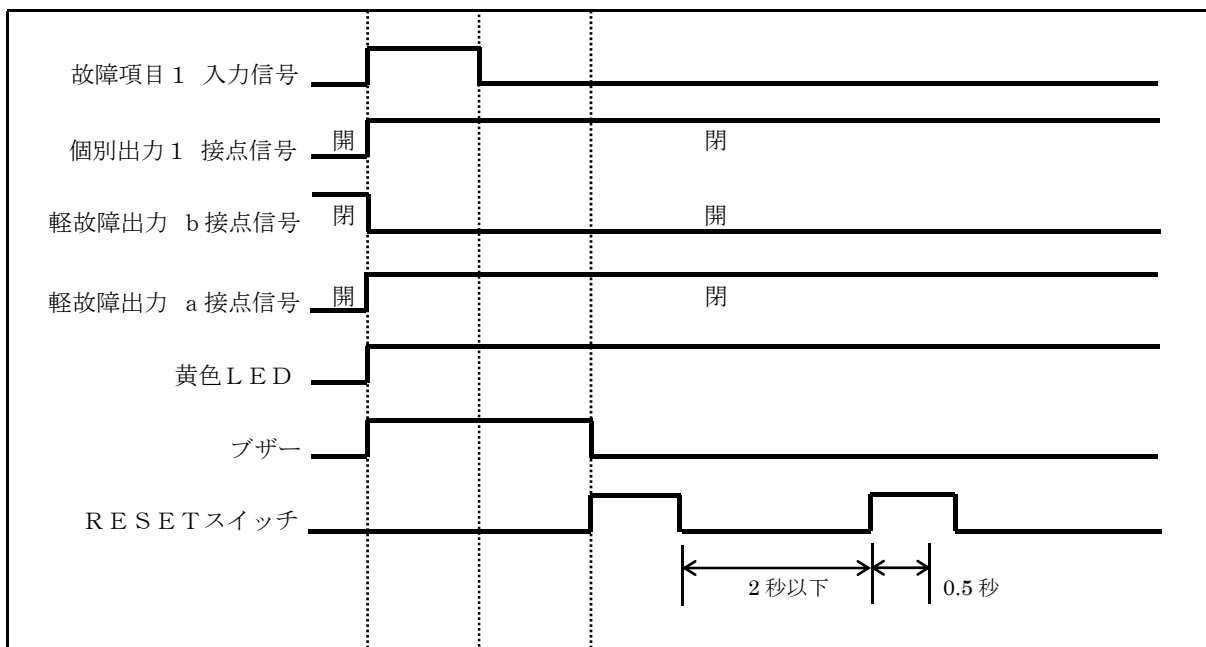 故障項目１ 入力信号
個別出力１ 接点信号 開 閉
軽故障出力 ｂ接点信号 閉 開
軽故障出力 ａ接点信号 開 閉
黄色ＬＥＤ
ブザー
ＲＥＳＥＴスイッチ
2 秒以下 0.5 秒